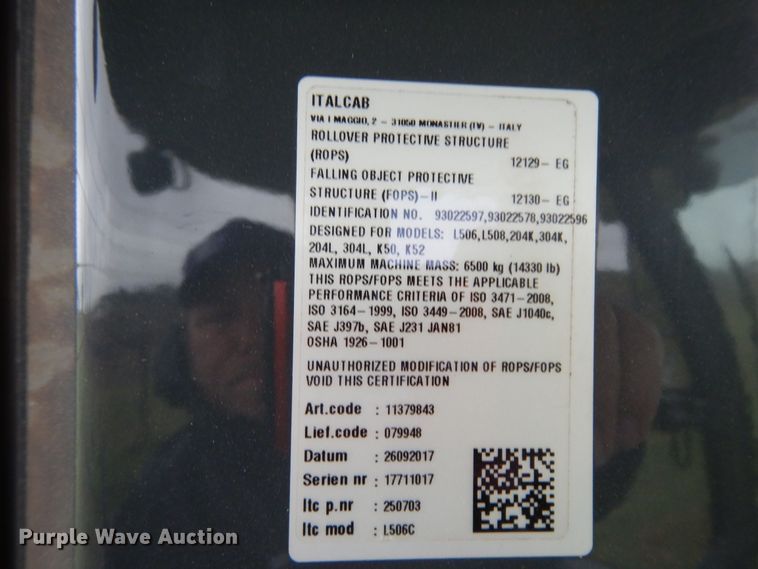 ITALCAB
VIA I MAGGIO, 2 - 31050 MONASTIER (TV) - ITALY
ROLLOVER PROTECTIVE STRUCTURE
(ROPS) 12129- EG
FALLING OBJECT PROTECTIVE
STRUCTURE (FOPS)-II 12130- EG
IDENTIFICATION NO. 93022597,93022578,93022596
DESIGNED FOR MODELS: L506,L508,204K,304K,
204L, 304L, K50, K52
MAXIMUM MACHINE MASS: 6500 kg (14330 lb)
THIS ROPS/FOPS MEETS THE APPLICABLE
PERFORMANCE CRITERIA OF ISO 3471-2008,
ISO 3164-1999, ISO 3449-2008, SAE J1040c,
SAE J397b, SAE J231 JAN81
OSHA 1926-1001
UNAUTHORIZED MODIFICATION OF ROPS/FOPS
VOID THIS CERTIFICATION
Art.code : 11379843
Lief.code : 079948
Datum : 26092017
Serien nr : 17711017
Itc p.nr : 250703
Itc mod : L506C
Purple Wave Auction